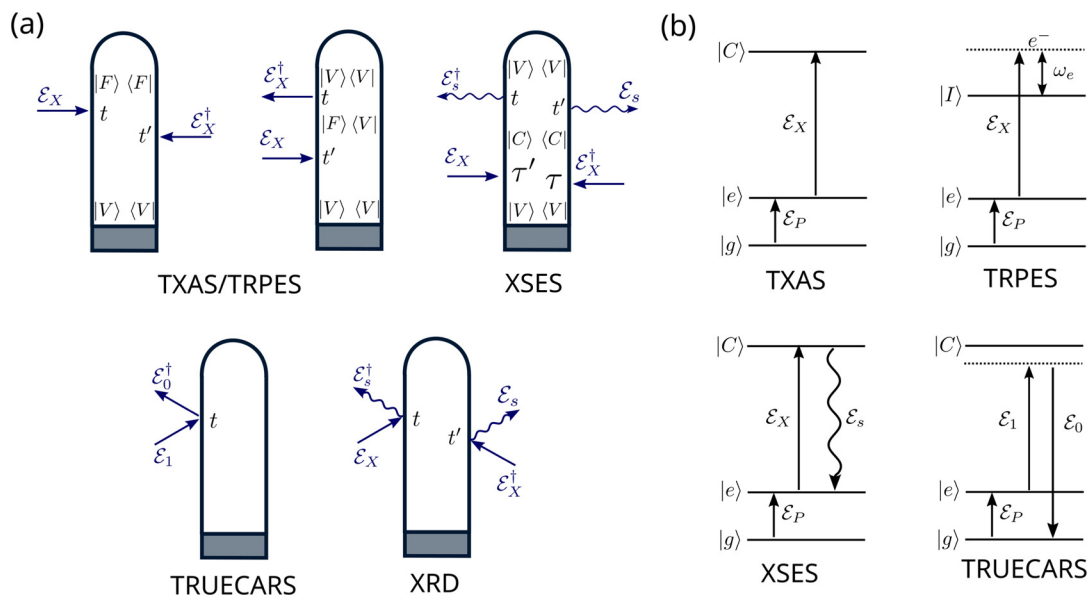 (a)
|F⟩ ⟨F|
ℰ_X
t
ℰ_X^†
t′
|V⟩ ⟨V|
ℰ_X^†
|V⟩ ⟨V|
t
|F⟩ ⟨V|
ℰ_X
t′
|V⟩ ⟨V|
TXAS/TRPES
ℰ_s^†
|V⟩ ⟨V|
t
t′
ℰ_s
|C⟩ ⟨C|
ℰ_X
τ′
τ
ℰ_X^†
|V⟩ ⟨V|
XSES
ℰ_0^†
t
ℰ_1
TRUECARS
ℰ_s^†
t
ℰ_s
t′
ℰ_X
ℰ_X^†
XRD
(b)
|C⟩
ℰ_X
|e⟩
ℰ_P
|g⟩
TXAS
e⁻
ω_e
|I⟩
ℰ_X
|e⟩
ℰ_P
|g⟩
TRPES
|C⟩
ℰ_X
ℰ_s
|e⟩
ℰ_P
|g⟩
XSES
|C⟩
ℰ_1
ℰ_0
|e⟩
ℰ_P
|g⟩
TRUECARS